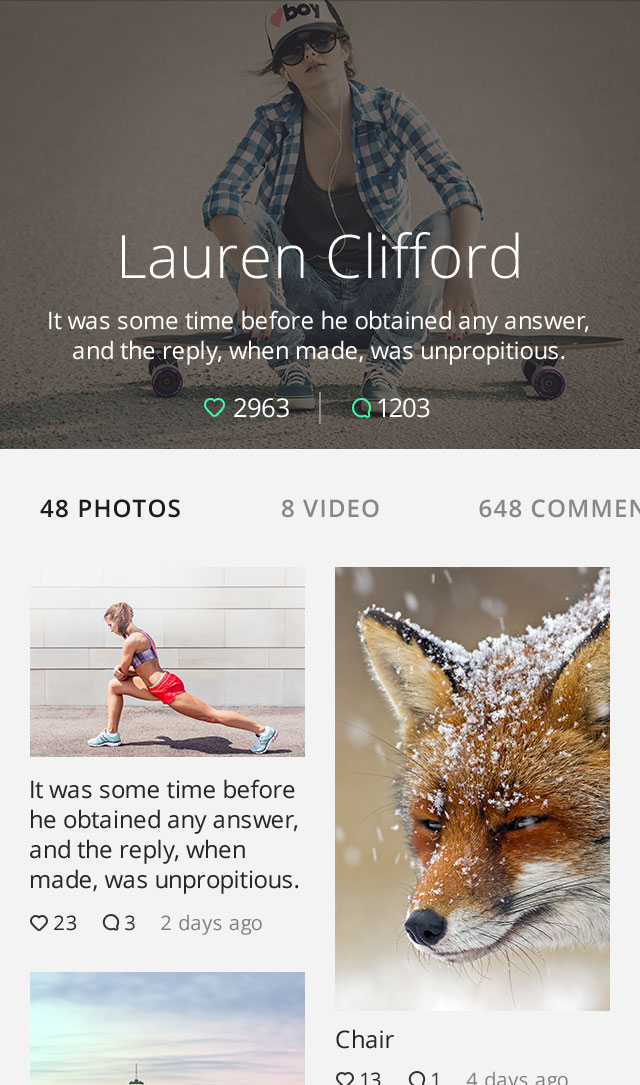 boy
Lauren Clifford
It was some time before he obtained any answer,
and the reply, when made, was unpropitious.
2963 1203
48 PHOTOS 8 VIDEO 648 COMMEN
It was some time before
he obtained any answer,
and the reply, when
made, was unpropitious.
23 3 2 days ago
Chair
13 1 4 days ago